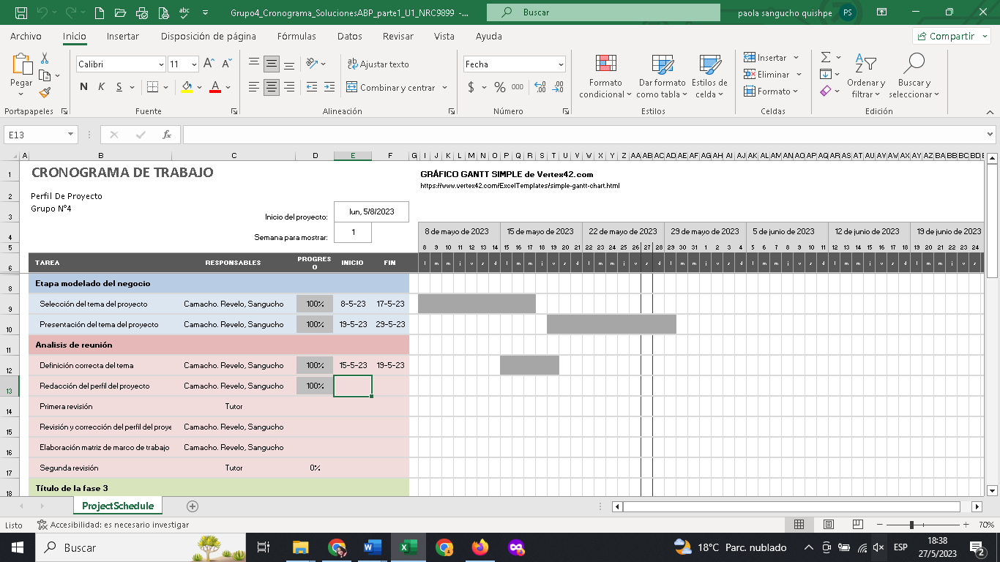 Grupo4_Cronograma_SolucionesABP_parte1_U1_NRC9899 -...
Buscar
paola sangucho quishpe
PS
Archivo Inicio Insertar Disposición de página Fórmulas Datos Revisar Vista Ayuda
Compartir
Pegar
Calibri 11
N K S
Ajustar texto
Combinar y centrar
Fecha
$ % 000
Formato condicional
Dar formato como tabla
Estilos de celda
Insertar
Eliminar
Formato
Ordenar y filtrar
Buscar y seleccionar
Portapapeles Fuente Alineación Número Estilos Celdas Edición
E13
fx
A B C D E F G I J K L M N O P Q R S T U V W X Y Z AA AB AC AD AE AF AG AH AI AJ AK AL AM AN AO AP AQ AR AS AT AU AV AW AX AY AZ BA BB BC BD
1 CRONOGRAMA DE TRABAJO
GRÁFICO GANTT SIMPLE de Vertex42.com
https://www.vertex42.com/ExcelTemplates/simple-gantt-chart.html
2 Perfil De Proyecto
Grupo N°4
3 Inicio del proyecto: lun, 5/8/2023
4 Semana para mostrar: 1
8 de mayo de 2023 15 de mayo de 2023 22 de mayo de 2023 29 de mayo de 2023 5 de junio de 2023 12 de junio de 2023 19 de junio de 2023
5 8 9 10 11 12 13 14 15 16 17 18 19 20 21 22 23 24 25 26 27 28 29 30 31 1 2 3 4 5 6 7 8 9 10 11 12 13 14 15 16 17 18 19 20 21 22 23 24
6 TAREA RESPONSABLES PROGRESO INICIO FIN l m m j v s d l m m j v s d l m m j v s d l m m j v s d l m m j v s d l m m j v s d l m m j v s
8 Etapa modelado del negocio
9 Selección del tema del proyecto Camacho. Revelo, Sangucho 100% 8-5-23 17-5-23
10 Presentación del tema del proyecto Camacho. Revelo, Sangucho 100% 19-5-23 29-5-23
11 Analisis de reunión
12 Definición correcta del tema Camacho. Revelo, Sangucho 100% 15-5-23 19-5-23
13 Redacción del perfil del proyecto Camacho. Revelo, Sangucho 100%
14 Primera revisión Tutor
15 Revisión y corrección del perfil del proye Camacho. Revelo, Sangucho
16 Elaboración matriz de marco de trabajo Camacho. Revelo, Sangucho
17 Segunda revisión Tutor 0%
18 Título de la fase 3
ProjectSchedule
Listo Accesibilidad: es necesario investigar 70%
Buscar
18°C Parc. nublado
ESP
18:38
27/5/2023
2